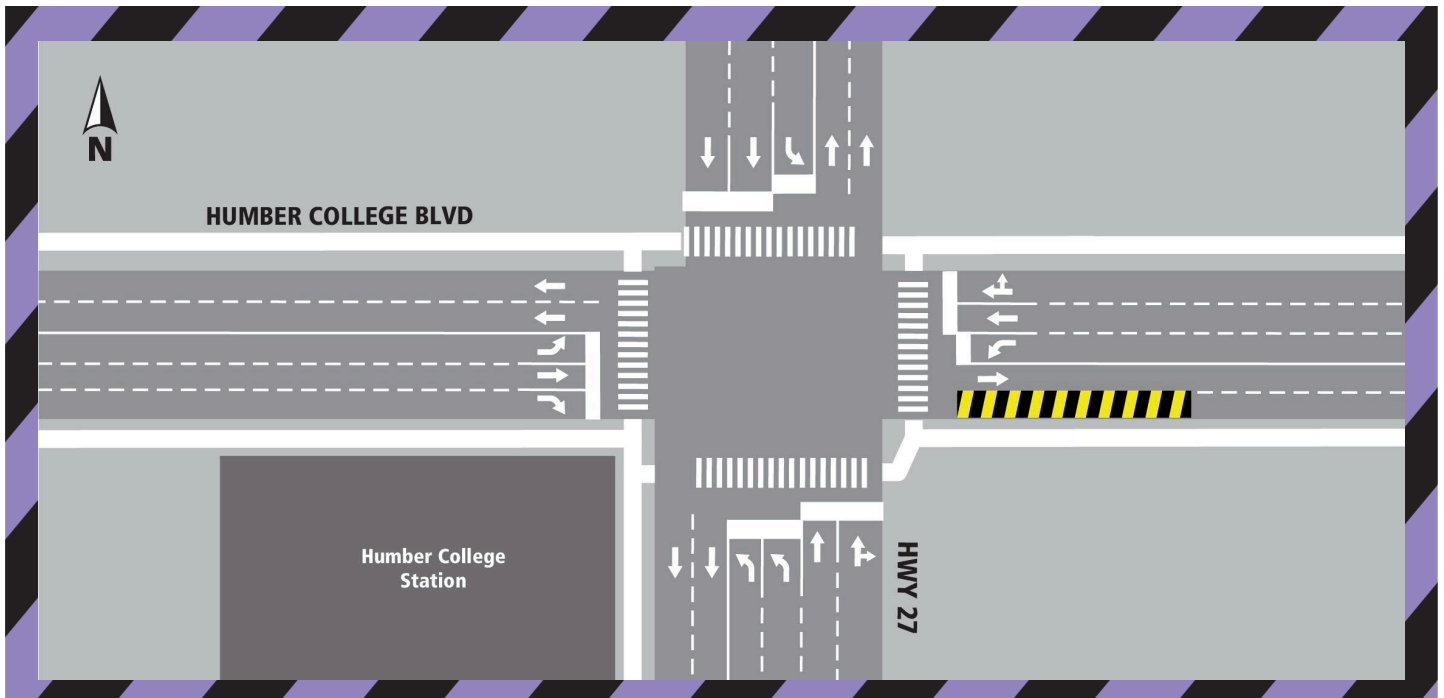 N
HUMBER COLLEGE BLVD
Humber College
Station
HWY 27